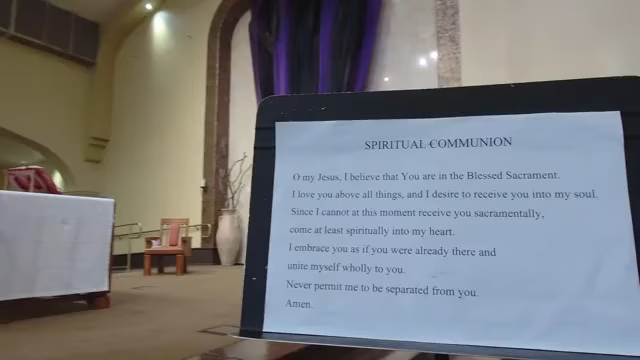 SPIRITUAL COMMUNION
O my Jesus, I believe that You are in the Blessed Sacrament.
I love you above all things, and I desire to receive you into my soul.
Since I cannot at this moment receive you sacramentally,
come at least spiritually into my heart.
I embrace you as if you were already there and
unite myself wholly to you.
Never permit me to be separated from you.
Amen.